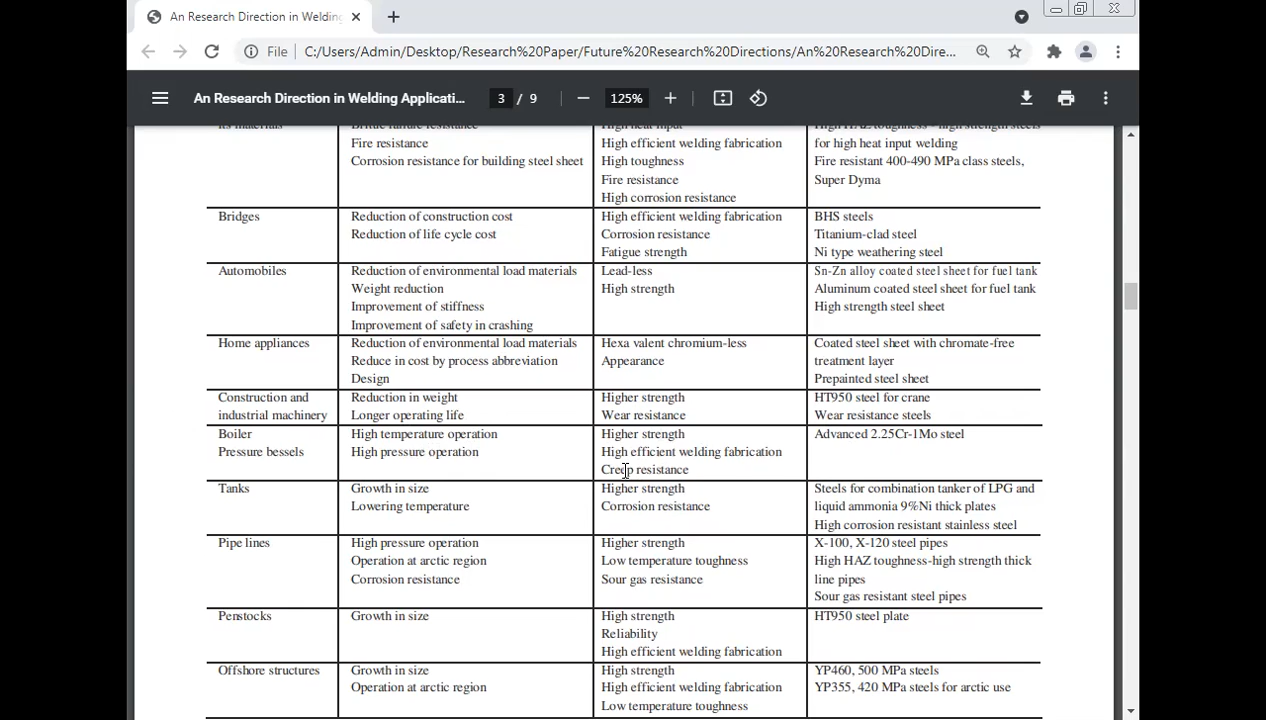 An Research Direction in Welding
File C:/Users/Admin/Desktop/Research%20Paper/Future%20Research%20Directions/An%20Research%20Dire...
An Research Direction in Welding Applicati... 3 / 9 125%
its materials Brittle failure resistance High heat input High HAZ toughness - high strength steels
Fire resistance High efficient welding fabrication for high heat input welding
Corrosion resistance for building steel sheet High toughness Fire resistant 400-490 MPa class steels,
Fire resistance Super Dyma
High corrosion resistance
Bridges Reduction of construction cost High efficient welding fabrication BHS steels
Reduction of life cycle cost Corrosion resistance Titanium-clad steel
Fatigue strength Ni type weathering steel
Automobiles Reduction of environmental load materials Lead-less Sn-Zn alloy coated steel sheet for fuel tank
Weight reduction High strength Aluminum coated steel sheet for fuel tank
Improvement of stiffness High strength steel sheet
Improvement of safety in crashing
Home appliances Reduction of environmental load materials Hexa valent chromium-less Coated steel sheet with chromate-free
Reduce in cost by process abbreviation Appearance treatment layer
Design Prepainted steel sheet
Construction and Reduction in weight Higher strength HT950 steel for crane
industrial machinery Longer operating life Wear resistance Wear resistance steels
Boiler High temperature operation Higher strength Advanced 2.25Cr-1Mo steel
Pressure bessels High pressure operation High efficient welding fabrication
Creep resistance
Tanks Growth in size Higher strength Steels for combination tanker of LPG and
Lowering temperature Corrosion resistance liquid ammonia 9%Ni thick plates
High corrosion resistant stainless steel
Pipe lines High pressure operation Higher strength X-100, X-120 steel pipes
Operation at arctic region Low temperature toughness High HAZ toughness-high strength thick
Corrosion resistance Sour gas resistance line pipes
Sour gas resistant steel pipes
Penstocks Growth in size High strength HT950 steel plate
Reliability
High efficient welding fabrication
Offshore structures Growth in size High strength YP460, 500 MPa steels
Operation at arctic region High efficient welding fabrication YP355, 420 MPa steels for arctic use
Low temperature toughness